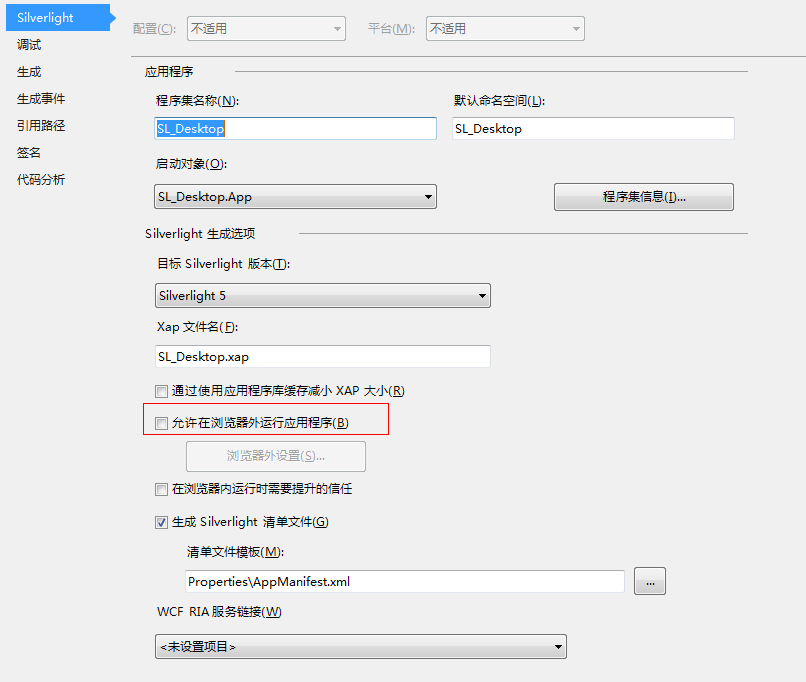 Silverlight
调试
生成
生成事件
引用路径
签名
代码分析
配置(C): 不适用 平台(M): 不适用
应用程序
程序集名称(N): 默认命名空间(L):
SL_Desktop SL_Desktop
启动对象(O):
SL_Desktop.App 程序集信息(I)...
Silverlight 生成选项
目标 Silverlight 版本(T):
Silverlight 5
Xap 文件名(F):
SL_Desktop.xap
通过使用应用程序库缓存减小 XAP 大小(R)
允许在浏览器外运行应用程序(B)
浏览器外设置(S)...
在浏览器内运行时需要提升的信任
生成 Silverlight 清单文件(G)
清单文件模板(M):
Properties\AppManifest.xml ...
WCF RIA 服务链接(W)
<未设置项目>